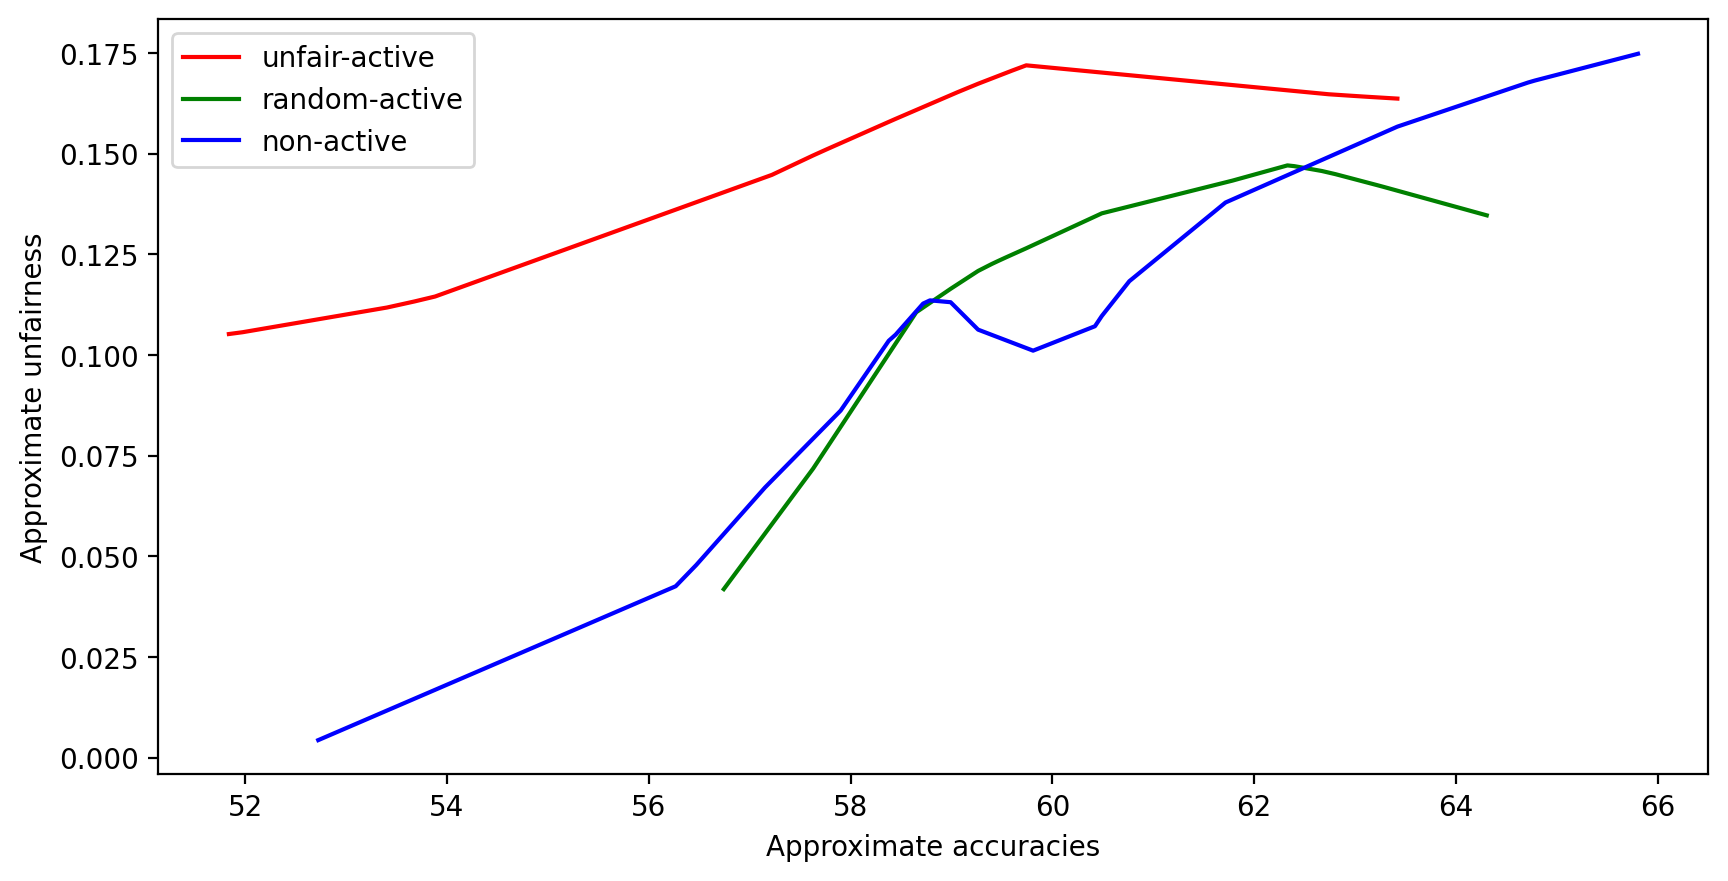 unfair-active
random-active
non-active
0.175
0.150
0.125
0.100
0.075
0.050
0.025
0.000
Approximate unfairness
52 54 56 58 60 62 64 66
Approximate accuracies